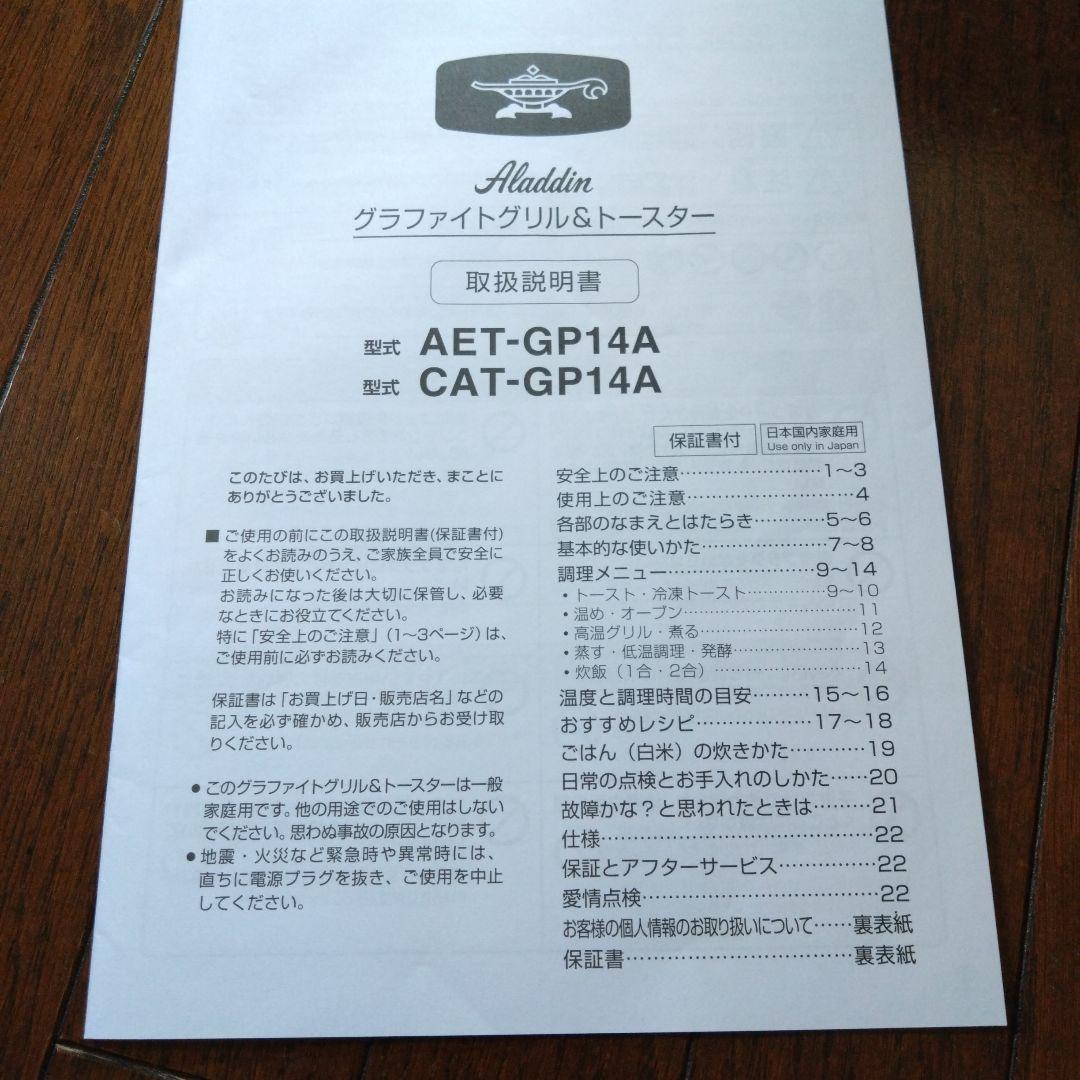 Aladdin
グラファイトグリル&トースター
取扱説明書
型式 AET-GP14A
型式 CAT-GP14A
保証書付
日本国内家庭用
Use only in Japan
このたびは、お買上げいただき、まことに
ありがとうございました。
■ ご使用の前にこの取扱説明書(保証書付)
をよくお読みのうえ、ご家族全員で安全に
正しくお使いください。
お読みになった後は大切に保管し、必要
なときにお役立てください。
特に「安全上のご注意」(1〜3ページ)は、
ご使用前に必ずお読みください。
保証書は「お買上げ日・販売店名」などの
記入を必ず確かめ、販売店からお受け取
りください。
● このグラファイトグリル&トースターは一般
家庭用です。他の用途でのご使用はしない
でください。思わぬ事故の原因となります。
● 地震・火災など緊急時や異常時には、
直ちに電源プラグを抜き、ご使用を中止
してください。
安全上のご注意……………………1〜3
使用上のご注意………………………4
各部のなまえとはたらき…………5〜6
基本的な使いかた…………………7〜8
調理メニュー……………………9〜14
・トースト・冷凍トースト…………9〜10
・温め・オーブン………………………11
・高温グリル・煮る……………………12
・蒸す・低温調理・発酵………………13
・炊飯(1合・2合)……………………14
温度と調理時間の目安………15〜16
おすすめレシピ………………17〜18
ごはん(白米)の炊きかた…………19
日常の点検とお手入れのしかた……20
故障かな?と思われたときは………21
仕様……………………………………22
保証とアフターサービス……………22
愛情点検………………………………22
お客様の個人情報のお取り扱いについて……裏表紙
保証書……………………………裏表紙